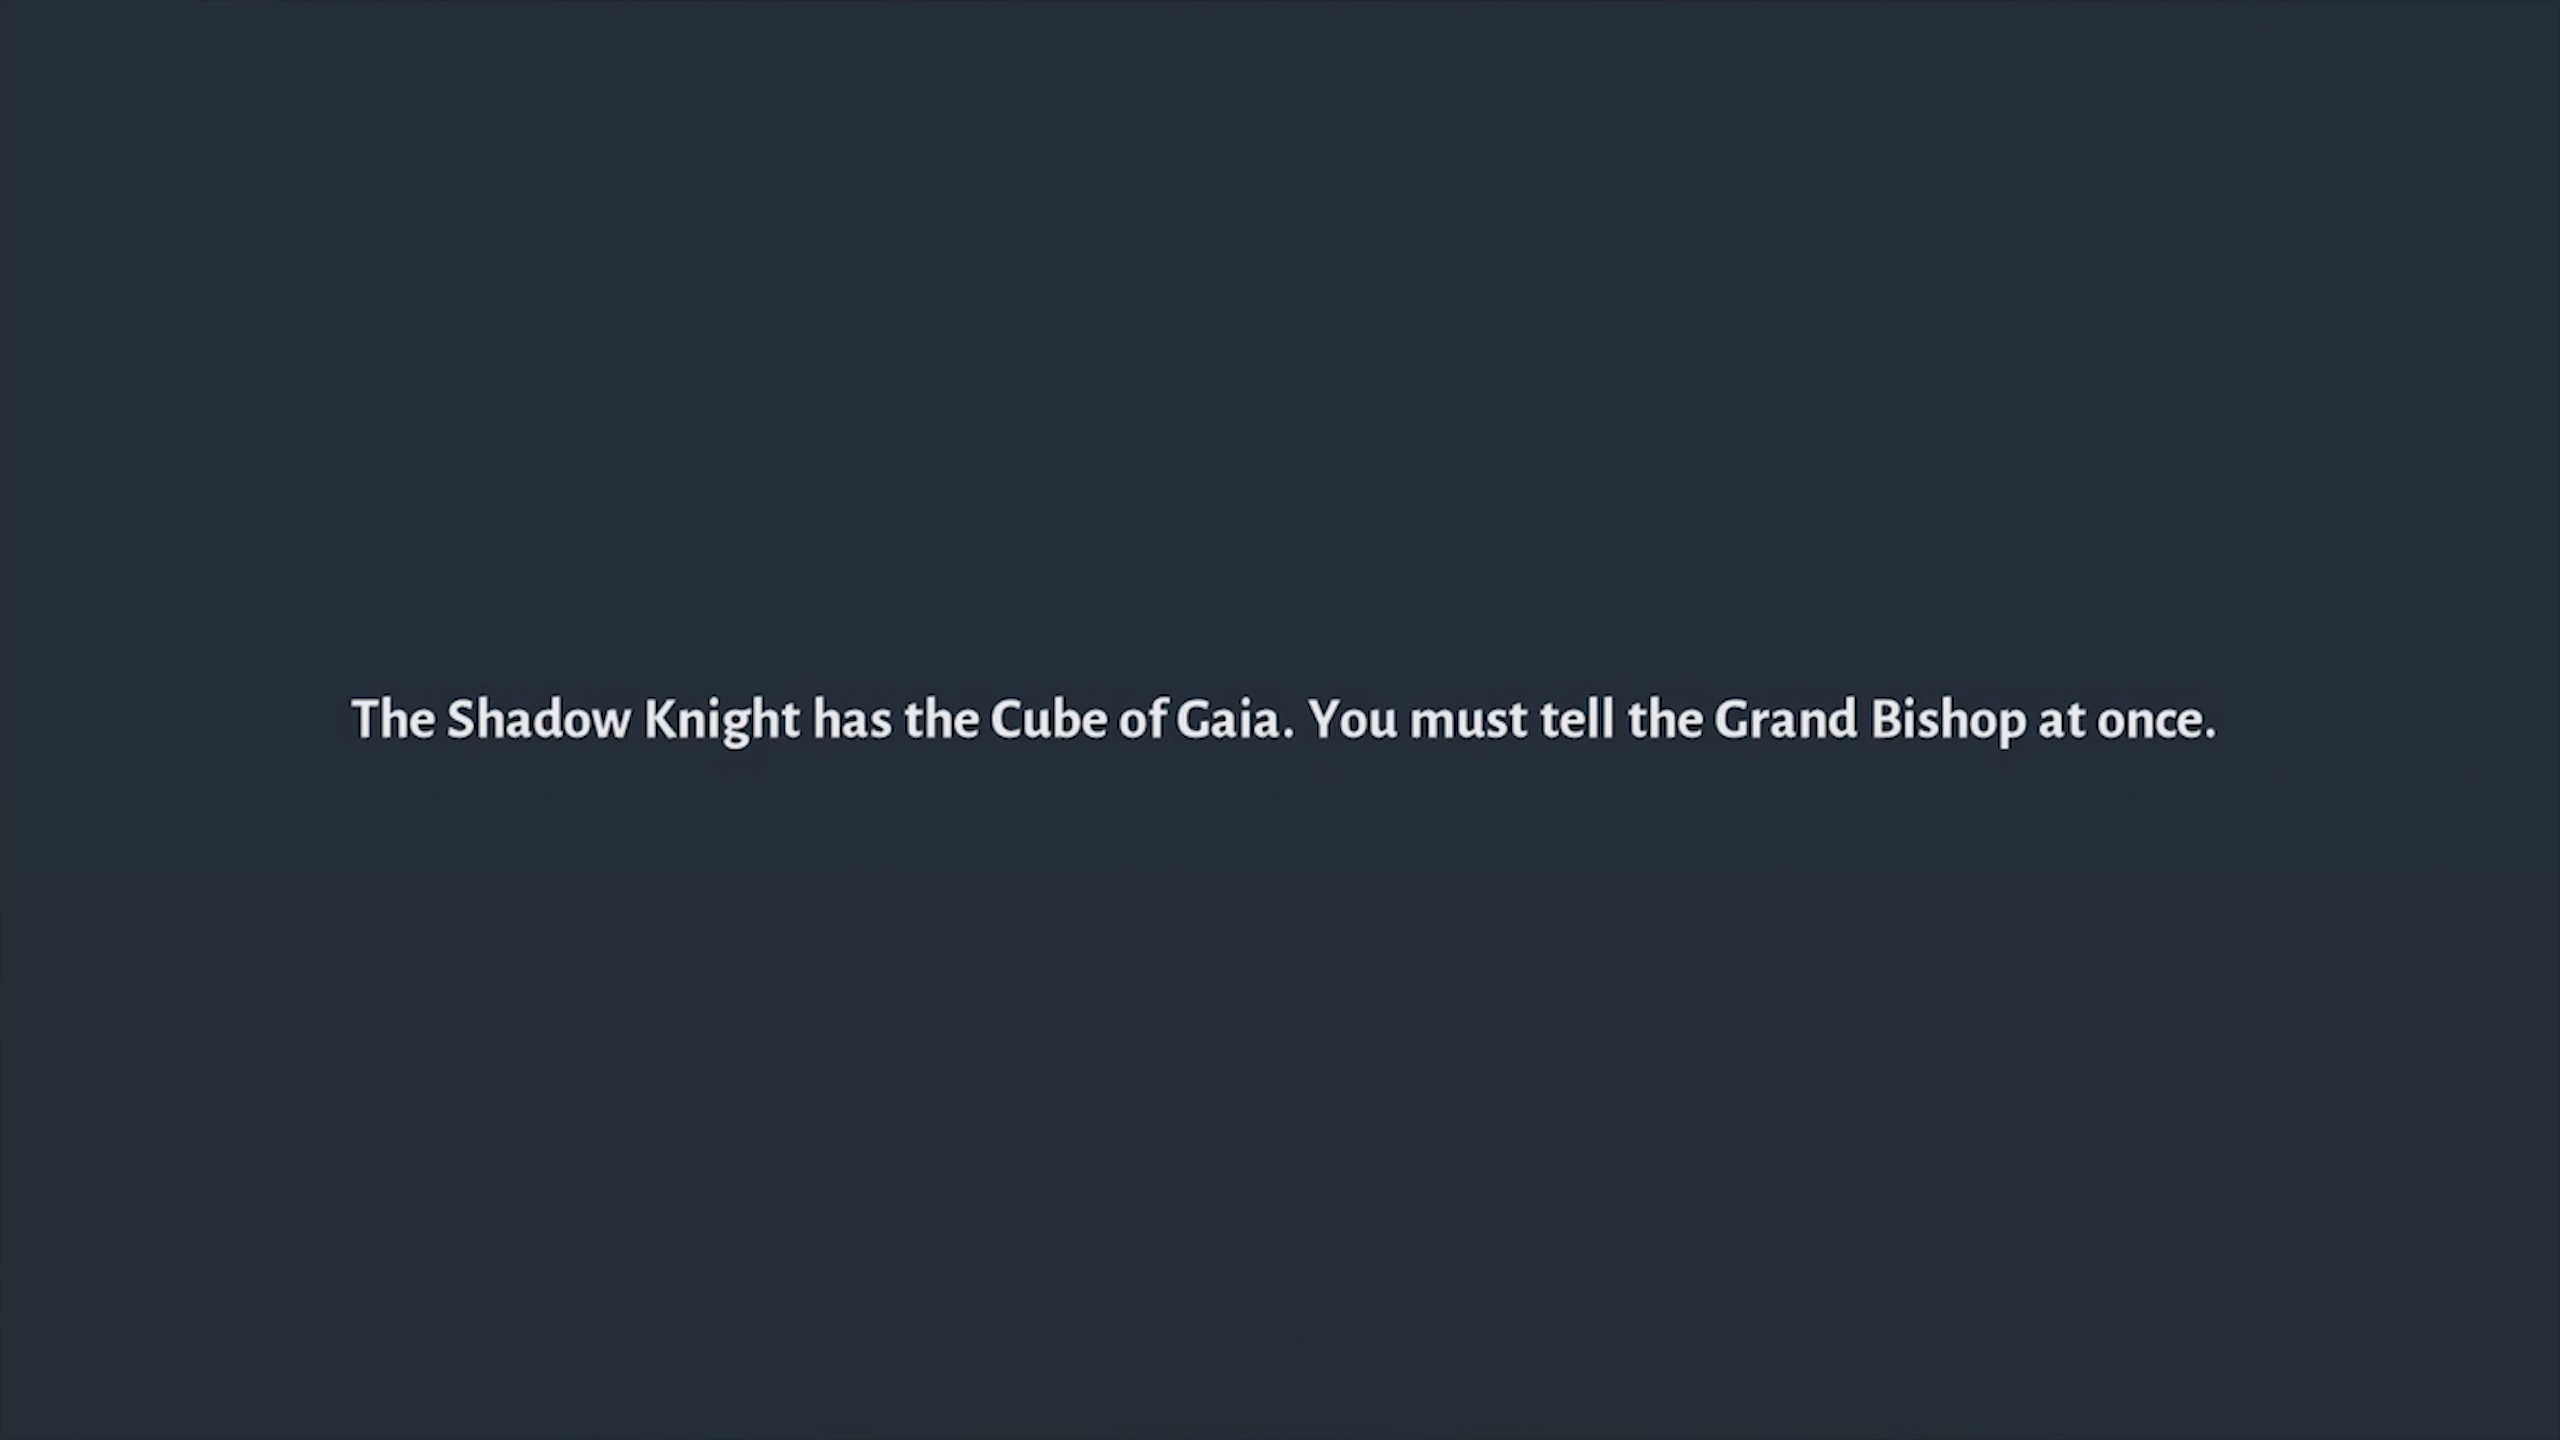 The Shadow Knight has the Cube of Gaia. You must tell the Grand Bishop at once.